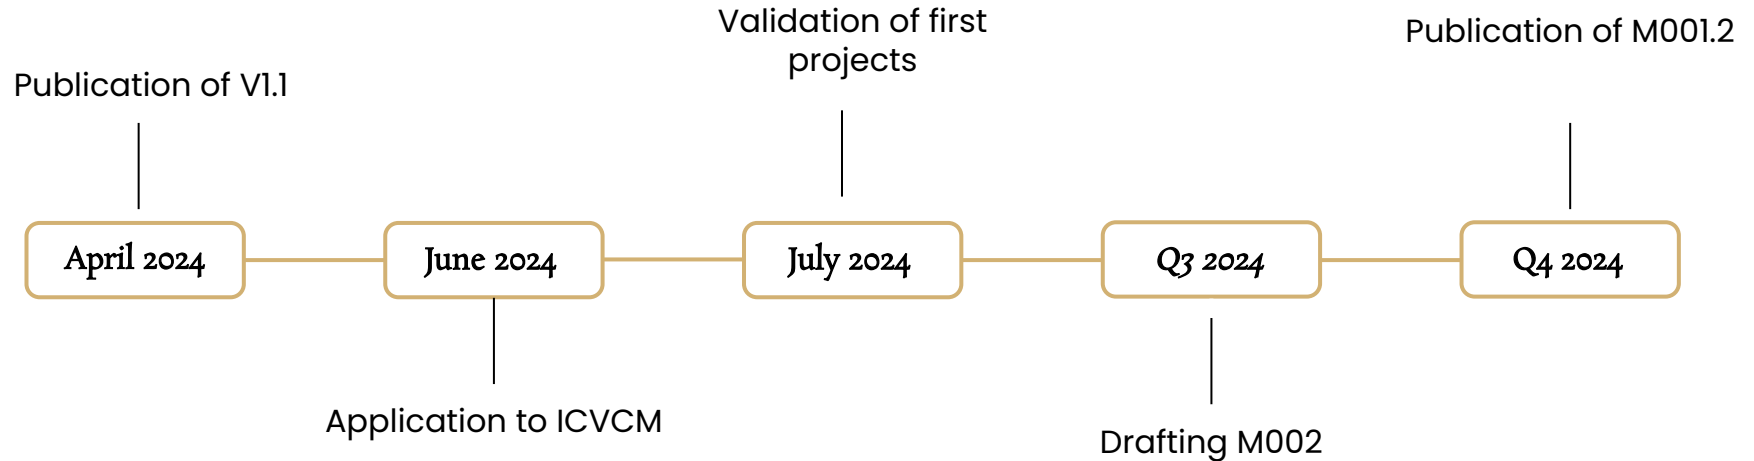 Validation of first
projects
Publication of M001.2
Publication of V1.1
April 2024
June 2024
July 2024
Q3 2024
Q4 2024
Application to ICVCM
Drafting M002